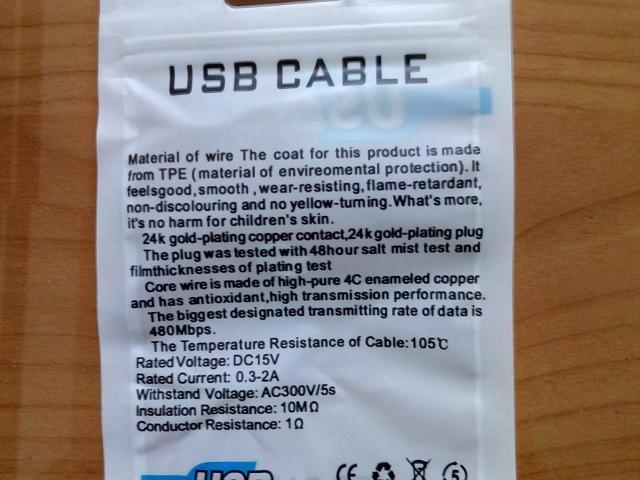 USB CABLE
Material of wire The coat for this product is made
from TPE (material of envireomental protection). It
feelsgood, smooth , wear-resisting, flame-retardant,
non-discolouring and no yellow-turning. What's more,
it's no harm for children's skin.
24k gold-plating copper contact,24k gold-plating plug
The plug was tested with 48hour salt mist test and
filmthicknesses of plating test
Core wire is made of high-pure 4C enameled copper
and has antioxidant,high transmission performance.
The biggest designated transmitting rate of data is
480Mbps.
The Temperature Resistance of Cable:105℃
Rated Voltage: DC15V
Rated Current: 0.3-2A
Withstand Voltage: AC300V/5s
Insulation Resistance: 10MΩ
Conductor Resistance: 1Ω
USB CE 5